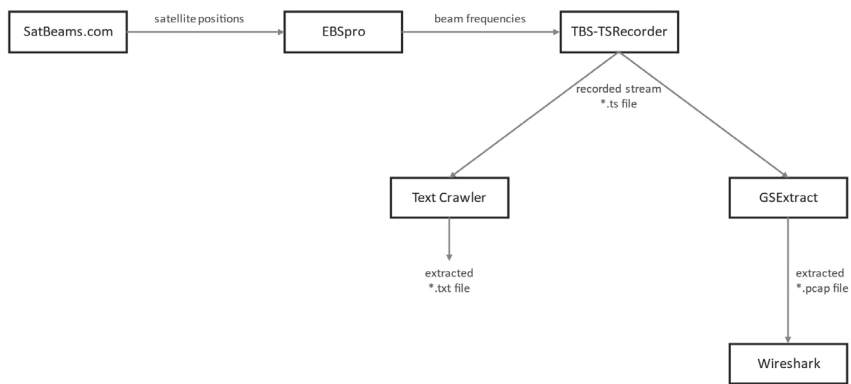 satellite positions
beam frequencies
SatBeams.com
EBSpro
TBS-TSRecorder
recorded stream
*.ts file
Text Crawler
GSExtract
extracted
*.txt file
extracted
*.pcap file
Wireshark